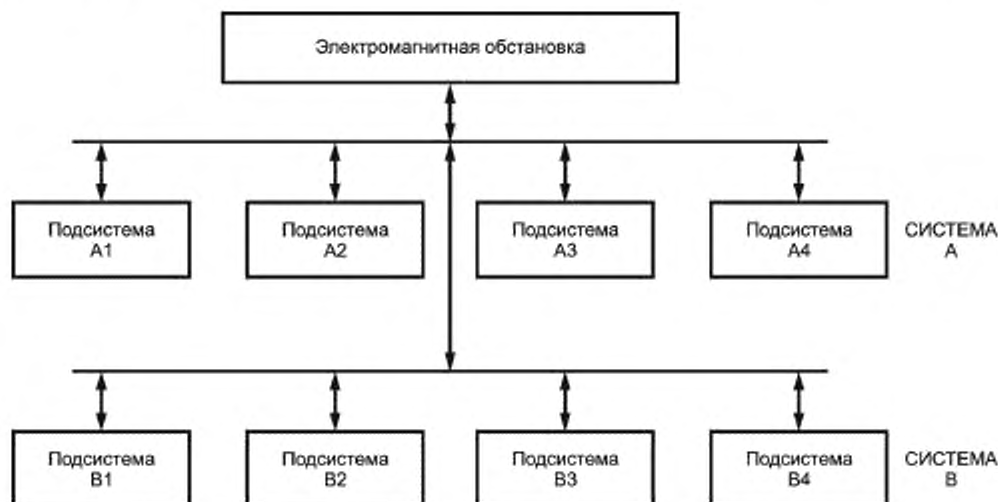 Электромагнитная обстановка
Подсистема
А1
Подсистема
А2
Подсистема
А3
Подсистема
А4
СИСТЕМА
А
Подсистема
В1
Подсистема
В2
Подсистема
В3
Подсистема
В4
СИСТЕМА
В